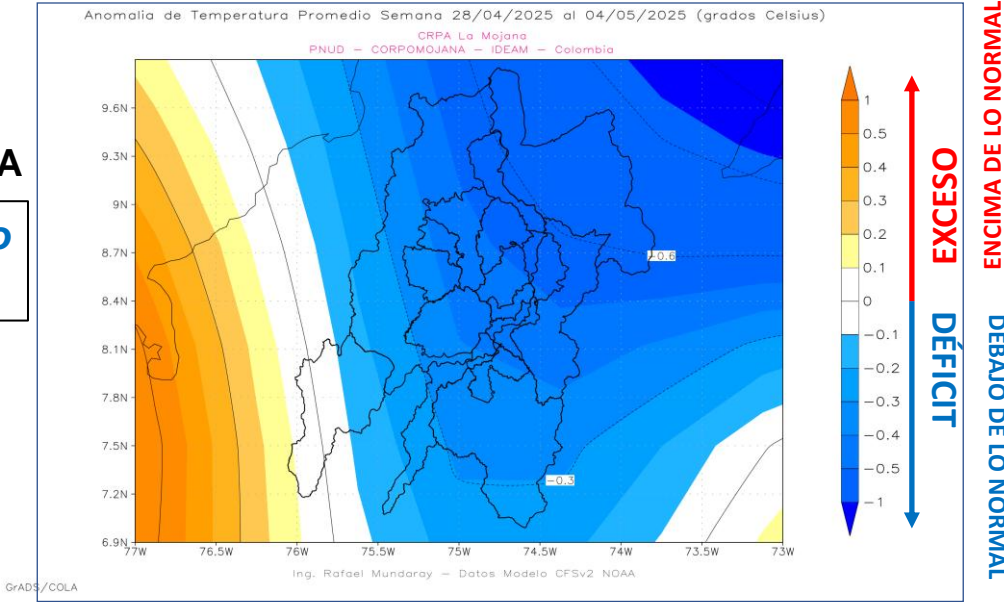 Anomalia de Temperatura Promedio Semana 28/04/2025 al 04/05/2025 (grados Celsius)
CRPA La Mojana
PNUD – CORPOMOJANA – IDEAM – Colombia
A
o
9.6N
9.3N
9N
8.7N
8.4N
8.1N
7.8N
7.5N
7.2N
6.9N
77W
76.5W
76W
75.5W
75W
74.5W
74W
73.5W
73W
-0.6
-0.3
1
0.5
0.4
0.3
0.2
0.1
0
-0.1
-0.2
-0.3
-0.4
-0.5
-1
EXCESO
DÉFICIT
ENCIMA DE LO NORMAL
DEBAJO DE LO NORMAL
Ing. Rafael Mundaray – Datos Modelo CFSv2 NOAA
GrADS/COLA